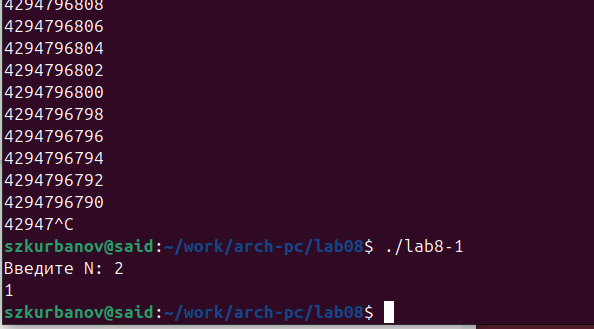 4294796808
4294796806
4294796804
4294796802
4294796800
4294796798
4294796796
4294796794
4294796792
4294796790
42947^C
szkurbanov@said:~/work/arch-pc/lab08$ ./lab8-1
Введите N: 2
1
szkurbanov@said:~/work/arch-pc/lab08$